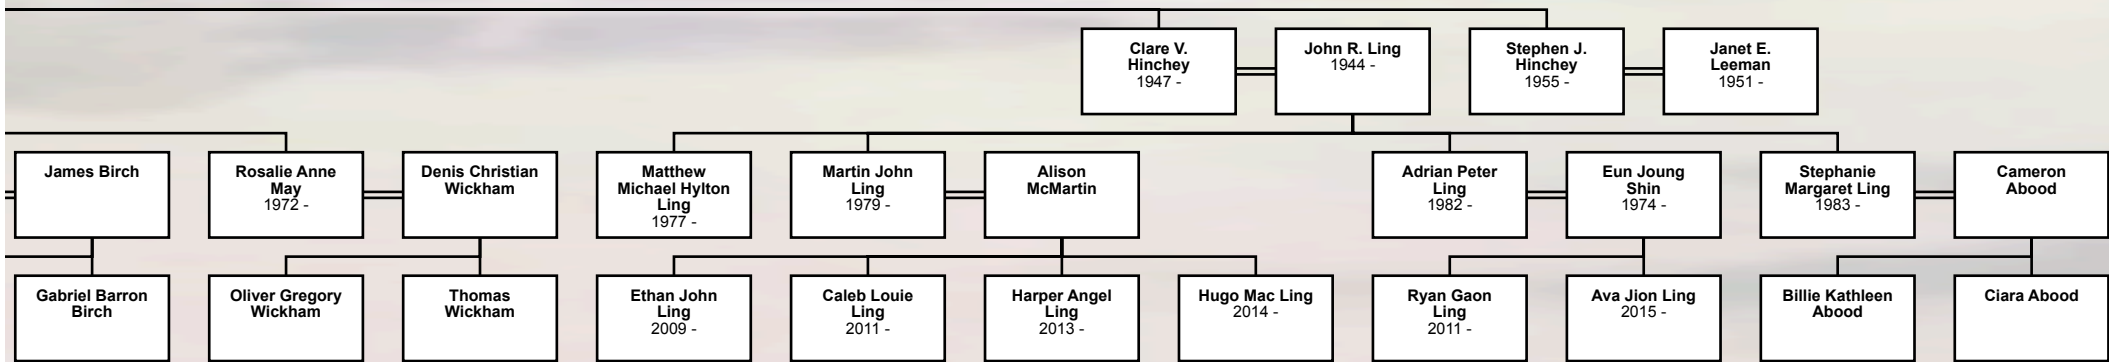 Clare V.
Hinchey
1947 -
John R. Ling
1944 -
Stephen J.
Hinchey
1955 -
Janet E.
Leeman
1951 -
James Birch
Rosalie Anne
May
1972 -
Denis Christian
Wickham
Matthew
Michael Hylton
Ling
1977 -
Martin John
Ling
1979 -
Alison
McMartin
Adrian Peter
Ling
1982 -
Eun Joung
Shin
1974 -
Stephanie
Margaret Ling
1983 -
Cameron
Abood
Gabriel Barron
Birch
Oliver Gregory
Wickham
Thomas
Wickham
Ethan John
Ling
2009 -
Caleb Louie
Ling
2011 -
Harper Angel
Ling
2013 -
Hugo Mac Ling
2014 -
Ryan Gaon
Ling
2011 -
Ava Jion Ling
2015 -
Billie Kathleen
Abood
Ciara Abood